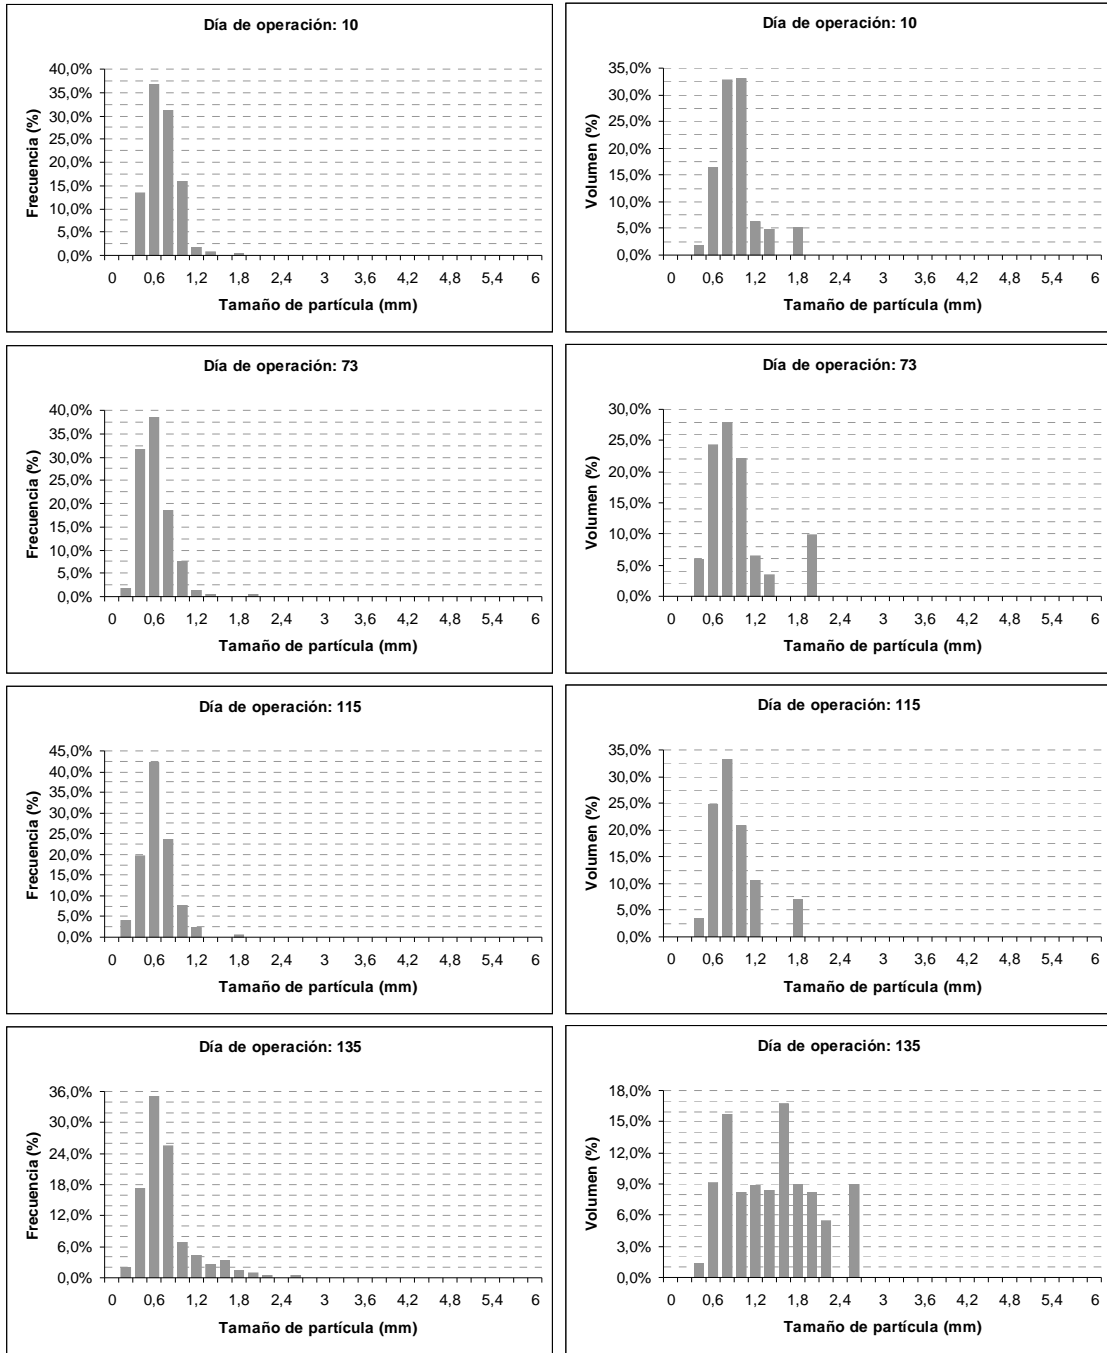 Día de operación: 10
40,0%
35,0%
30,0%
25,0%
20,0%
15,0%
10,0%
5,0%
0,0%
Frecuencia (%)
0 0,6 1,2 1,8 2,4 3 3,6 4,2 4,8 5,4 6
Tamaño de partícula (mm)
Día de operación: 10
35,0%
30,0%
25,0%
20,0%
15,0%
10,0%
5,0%
0,0%
Volumen (%)
0 0,6 1,2 1,8 2,4 3 3,6 4,2 4,8 5,4 6
Tamaño de partícula (mm)
Día de operación: 73
40,0%
35,0%
30,0%
25,0%
20,0%
15,0%
10,0%
5,0%
0,0%
Frecuencia (%)
0 0,6 1,2 1,8 2,4 3 3,6 4,2 4,8 5,4 6
Tamaño de partícula (mm)
Día de operación: 73
30,0%
25,0%
20,0%
15,0%
10,0%
5,0%
0,0%
Volumen (%)
0 0,6 1,2 1,8 2,4 3 3,6 4,2 4,8 5,4 6
Tamaño de partícula (mm)
Día de operación: 115
45,0%
40,0%
35,0%
30,0%
25,0%
20,0%
15,0%
10,0%
5,0%
0,0%
Frecuencia (%)
0 0,6 1,2 1,8 2,4 3 3,6 4,2 4,8 5,4 6
Tamaño de partícula (mm)
Día de operación: 115
35,0%
30,0%
25,0%
20,0%
15,0%
10,0%
5,0%
0,0%
Volumen (%)
0 0,6 1,2 1,8 2,4 3 3,6 4,2 4,8 5,4 6
Tamaño de partícula (mm)
Día de operación: 135
36,0%
30,0%
24,0%
18,0%
12,0%
6,0%
0,0%
Frecuencia (%)
0 0,6 1,2 1,8 2,4 3 3,6 4,2 4,8 5,4 6
Tamaño de partícula (mm)
Día de operación: 135
18,0%
15,0%
12,0%
9,0%
6,0%
3,0%
0,0%
Volumen (%)
0 0,6 1,2 1,8 2,4 3 3,6 4,2 4,8 5,4 6
Tamaño de partícula (mm)